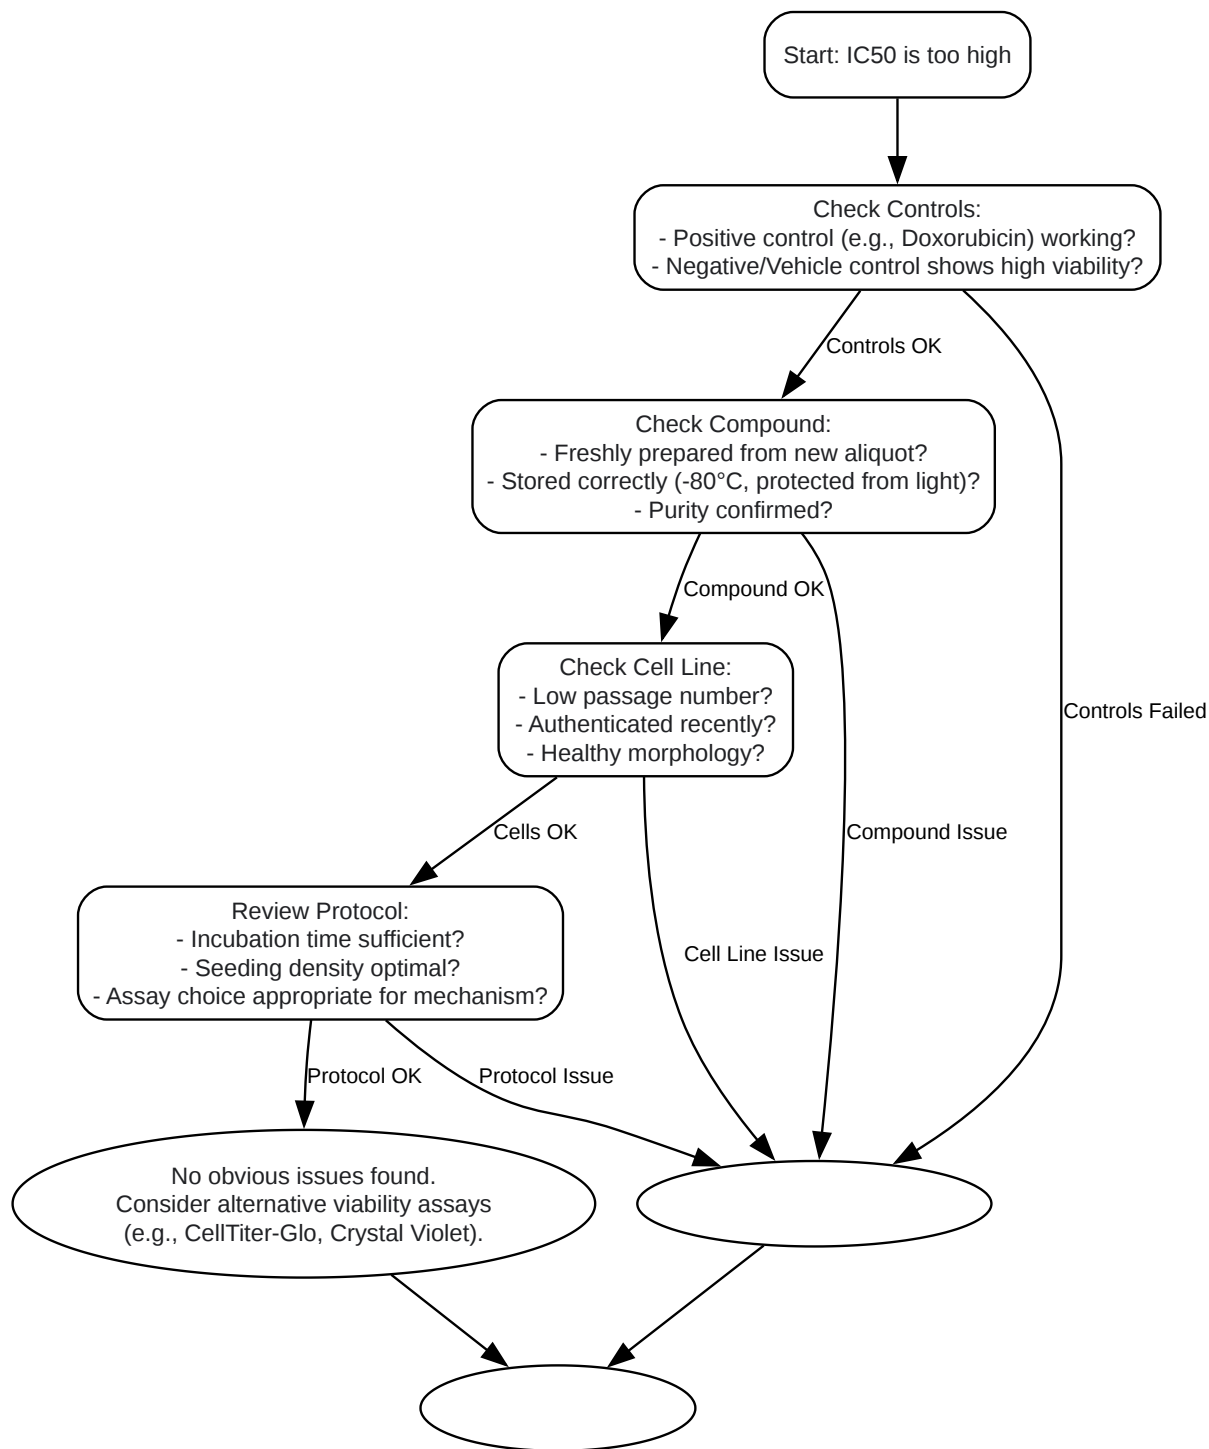 Start: IC50 is too high
Check Controls:
- Positive control (e.g., Doxorubicin) working?
- Negative/Vehicle control shows high viability?
Controls OK
Check Compound:
- Freshly prepared from new aliquot?
- Stored correctly (-80°C, protected from light)?
- Purity confirmed?
Compound OK
Check Cell Line:
- Low passage number?
- Authenticated recently?
- Healthy morphology?
Controls Failed
Cells OK
Compound Issue
Review Protocol:
- Incubation time sufficient?
- Seeding density optimal?
- Assay choice appropriate for mechanism?
Cell Line Issue
Protocol OK
Protocol Issue
No obvious issues found.
Consider alternative viability assays
(e.g., CellTiter-Glo, Crystal Violet).